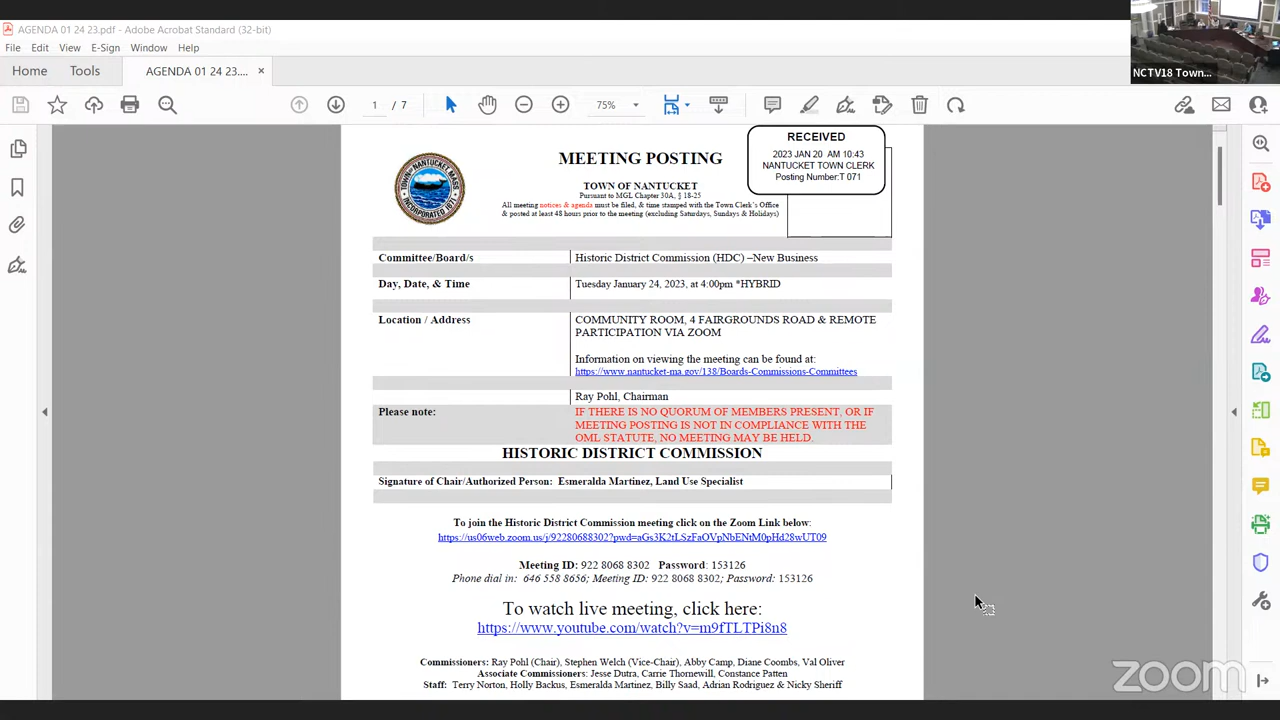 AGENDA 01 24 23.pdf - Adobe Acrobat Standard (32-bit)
File Edit View E-Sign Window Help
Home Tools AGENDA 01 24 23.... ×
1 / 7 75%
NCTV18 Town...
RECEIVED
2023 JAN 20 AM 10:43
NANTUCKET TOWN CLERK
Posting Number:T 071
TOWN OF NANTUCKET MASS.
INCORPORATED 1671
MEETING POSTING
TOWN OF NANTUCKET
Pursuant to MGL Chapter 30A, § 18-25
All meeting notices & agenda must be filed, & time stamped with the Town Clerk's Office
& posted at least 48 hours prior to the meeting (excluding Saturdays, Sundays & Holidays)
Committee/Board/s Historic District Commission (HDC) –New Business
Day, Date, & Time Tuesday January 24, 2023, at 4:00pm *HYBRID
Location / Address COMMUNITY ROOM, 4 FAIRGROUNDS ROAD & REMOTE
PARTICIPATION VIA ZOOM
Information on viewing the meeting can be found at:
https://www.nantucket-ma.gov/138/Boards-Commissions-Committees
Ray Pohl, Chairman
Please note: IF THERE IS NO QUORUM OF MEMBERS PRESENT, OR IF
MEETING POSTING IS NOT IN COMPLIANCE WITH THE
OML STATUTE, NO MEETING MAY BE HELD.
HISTORIC DISTRICT COMMISSION
Signature of Chair/Authorized Person: Esmeralda Martinez, Land Use Specialist
To join the Historic District Commission meeting click on the Zoom Link below:
https://us06web.zoom.us/j/92280688302?pwd=aGs3K2tLSzFaOVpNbENtM0pHd28wUT09
Meeting ID: 922 8068 8302 Password: 153126
Phone dial in: 646 558 8656; Meeting ID: 922 8068 8302; Password: 153126
To watch live meeting, click here:
https://www.youtube.com/watch?v=m9fTLTPi8n8
Commissioners: Ray Pohl (Chair), Stephen Welch (Vice-Chair), Abby Camp, Diane Coombs, Val Oliver
Associate Commissioners: Jesse Dutra, Carrie Thornewill, Constance Patten
Staff: Terry Norton, Holly Backus, Esmeralda Martinez, Billy Saad, Adrian Rodriguez & Nicky Sheriff
zoom